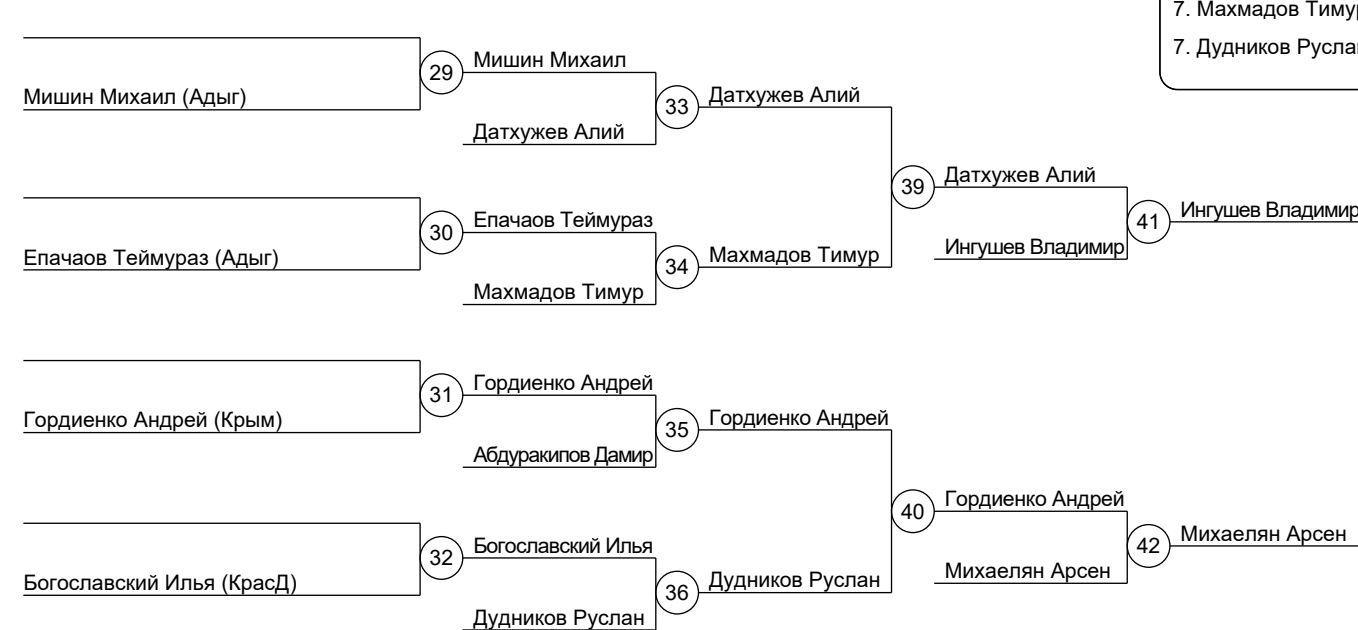 7. Махмадов Тимур
7. Дудников Руслан
29
Мишин Михаил
Мишин Михаил (Адыг)
33
Датхужев Алий
Датхужев Алий
39
Датхужев Алий
41
Ингушев Владимир
30
Епачаов Теймураз
Епачаов Теймураз (Адыг)
34
Махмадов Тимур
Ингушев Владимир
Махмадов Тимур
31
Гордиенко Андрей
Гордиенко Андрей (Крым)
35
Гордиенко Андрей
Абдуракипов Дамир
40
Гордиенко Андрей
42
Михаелян Арсен
32
Богославский Илья
Богославский Илья (КрасД)
36
Дудников Руслан
Михаелян Арсен
Дудников Руслан